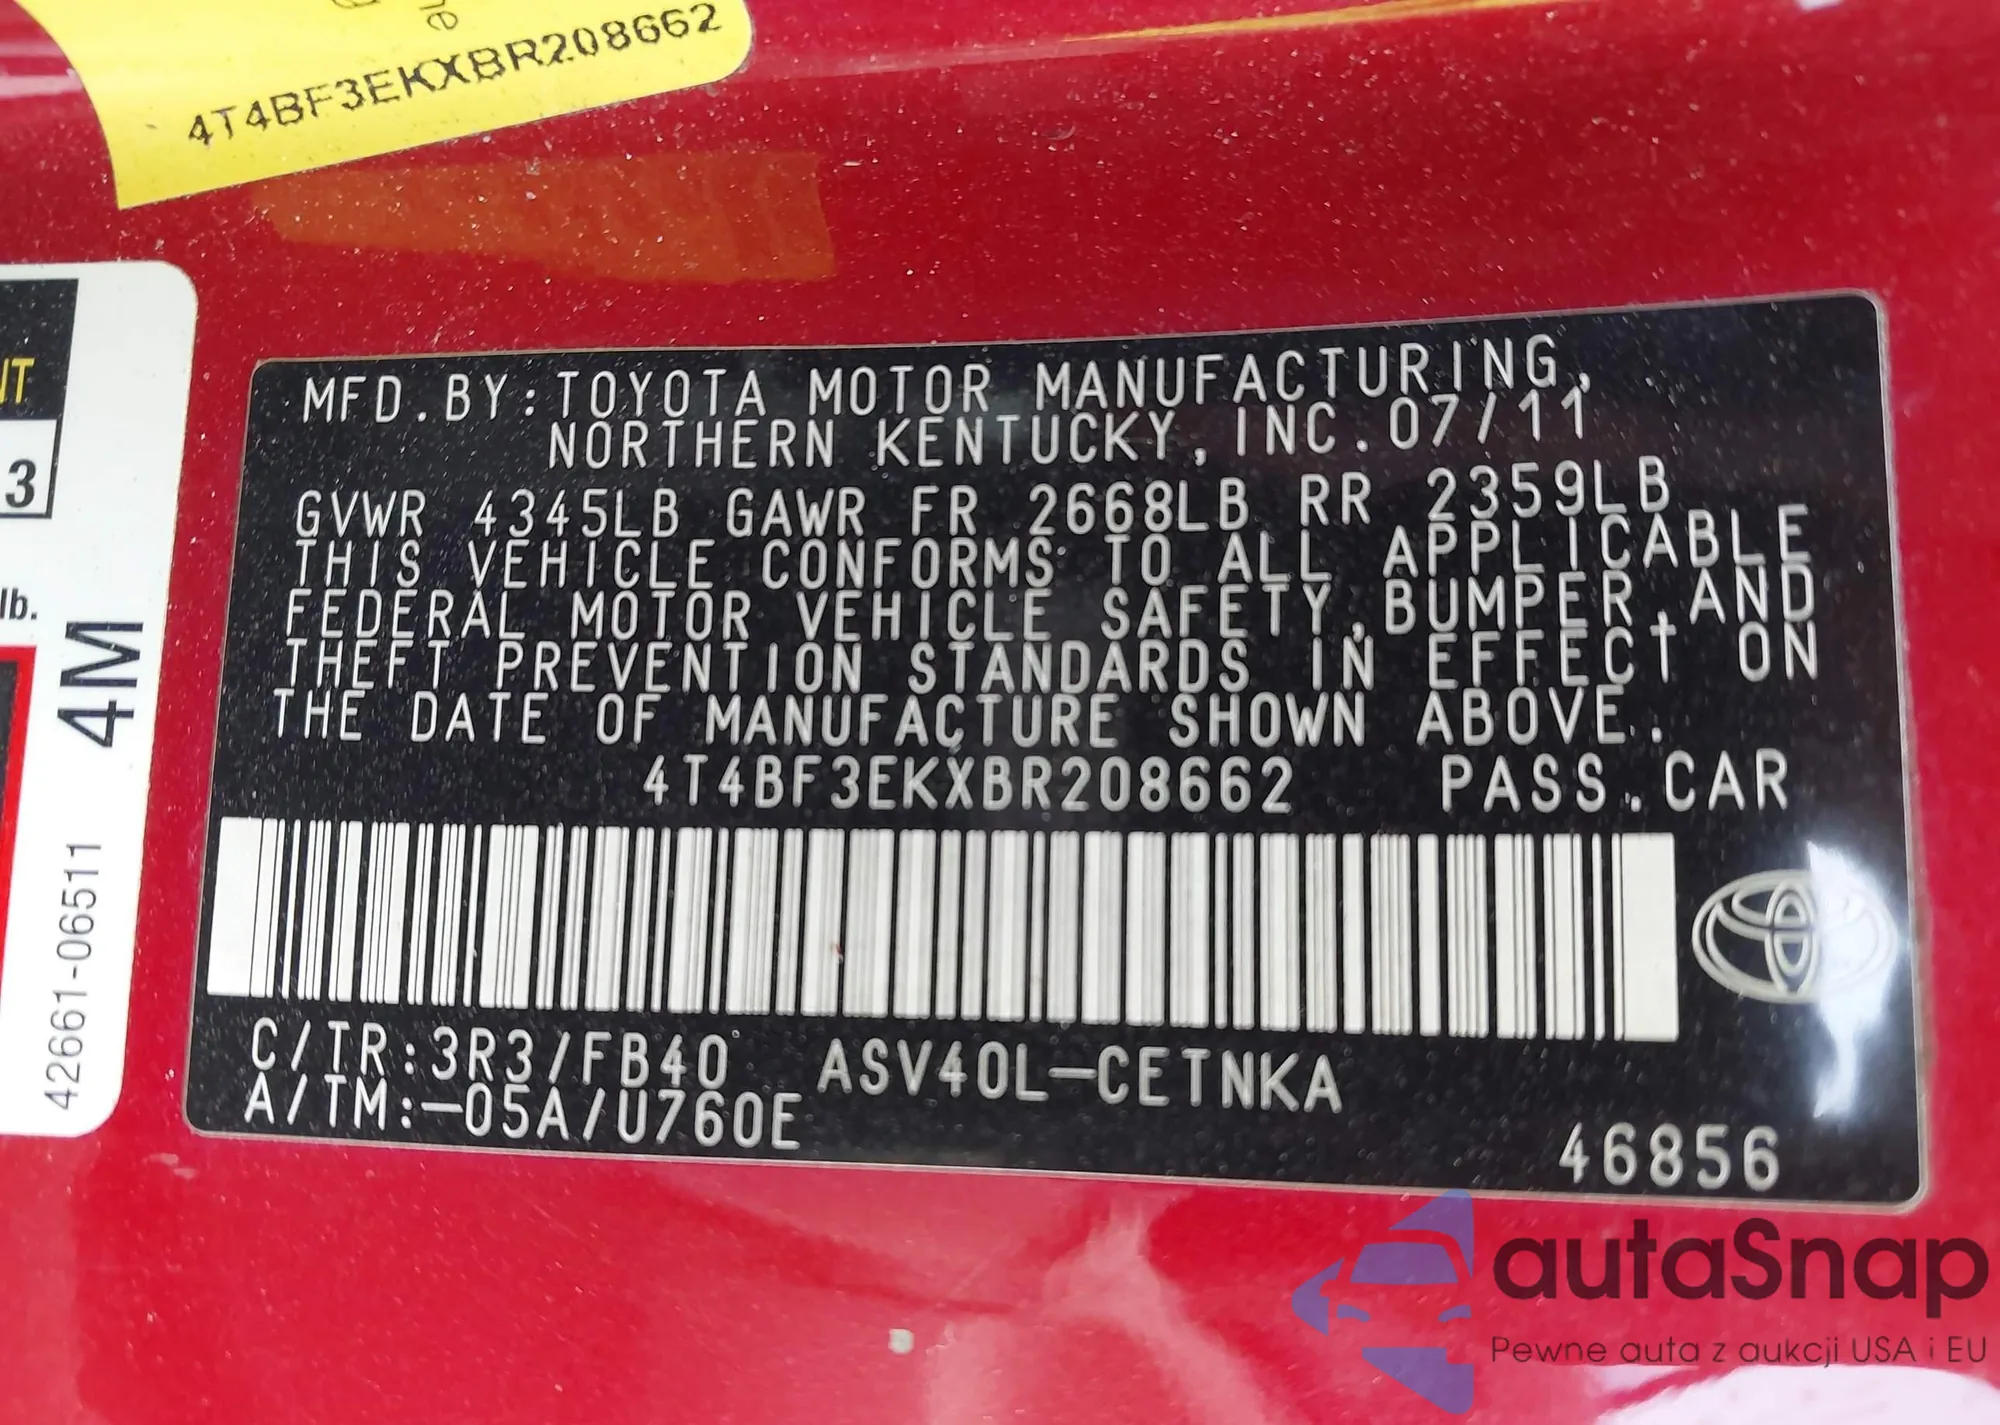 ne
4T4BF3EKXBR208662
NT
3
lb.
4M
42661-06511
MFD.BY:TOYOTA MOTOR MANUFACTURING,
NORTHERN KENTUCKY, INC.07/11
GVWR 4345LB GAWR FR 2668LB RR 2359LB
THIS VEHICLE CONFORMS TO ALL APPLICABLE
FEDERAL MOTOR VEHICLE SAFETY,BUMPER,AND
THEFT PREVENTION STANDARDS IN EFFECT ON
THE DATE OF MANUFACTURE SHOWN ABOVE.
4T4BF3EKXBR208662 PASS.CAR
C/TR:3R3/FB40 ASV40L-CETNKA
A/TM:-05A/U760E
46856
autaSnap
Pewne auta z aukcji USA i EU